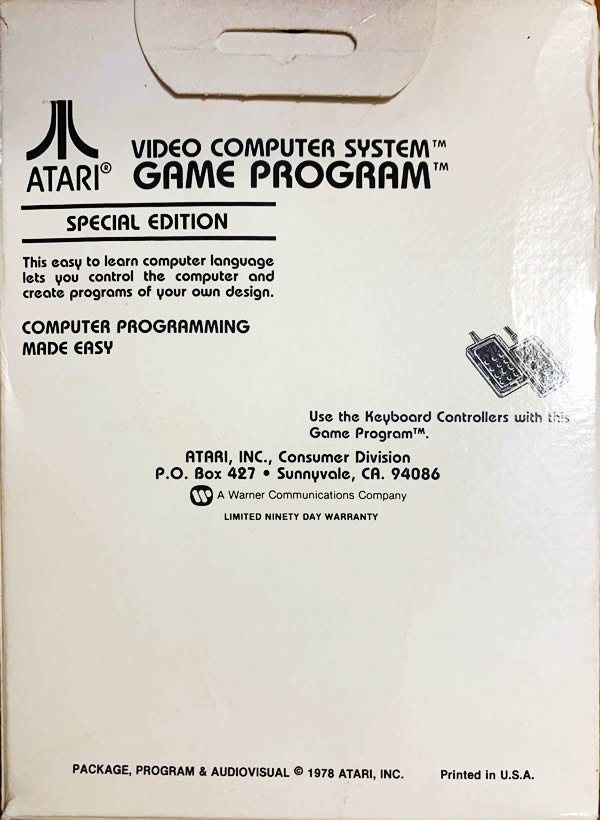 ATARI®
VIDEO COMPUTER SYSTEM™
GAME PROGRAM™
SPECIAL EDITION
This easy to learn computer language
lets you control the computer and
create programs of your own design.
COMPUTER PROGRAMMING
MADE EASY
Use the Keyboard Controllers with this
Game Program™.
ATARI, INC., Consumer Division
P.O. Box 427 • Sunnyvale, CA. 94086
A Warner Communications Company
LIMITED NINETY DAY WARRANTY
PACKAGE, PROGRAM & AUDIOVISUAL © 1978 ATARI, INC. Printed in U.S.A.